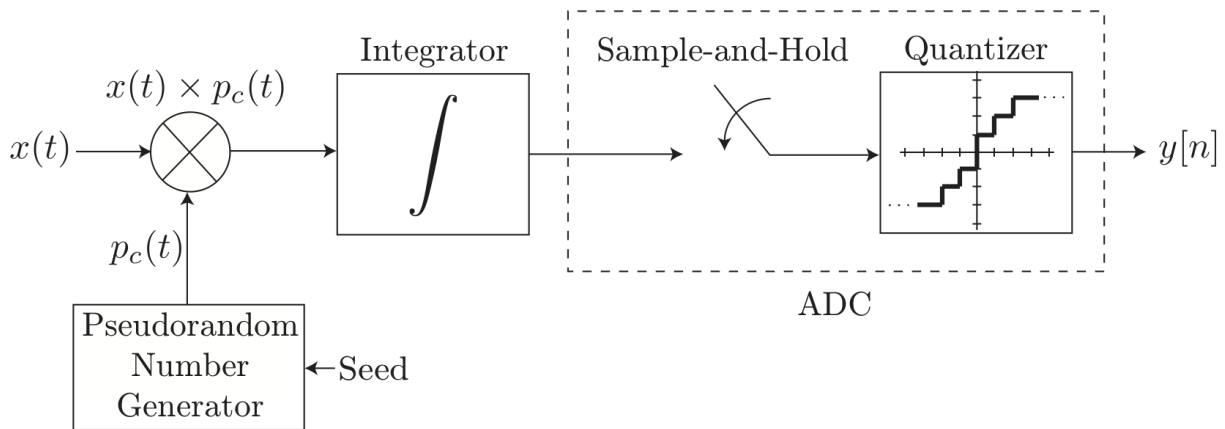 Integrator
Sample-and-Hold
Quantizer
x(t) × p_c(t)
x(t)
y[n]
p_c(t)
ADC
Pseudorandom
Number
Generator
Seed